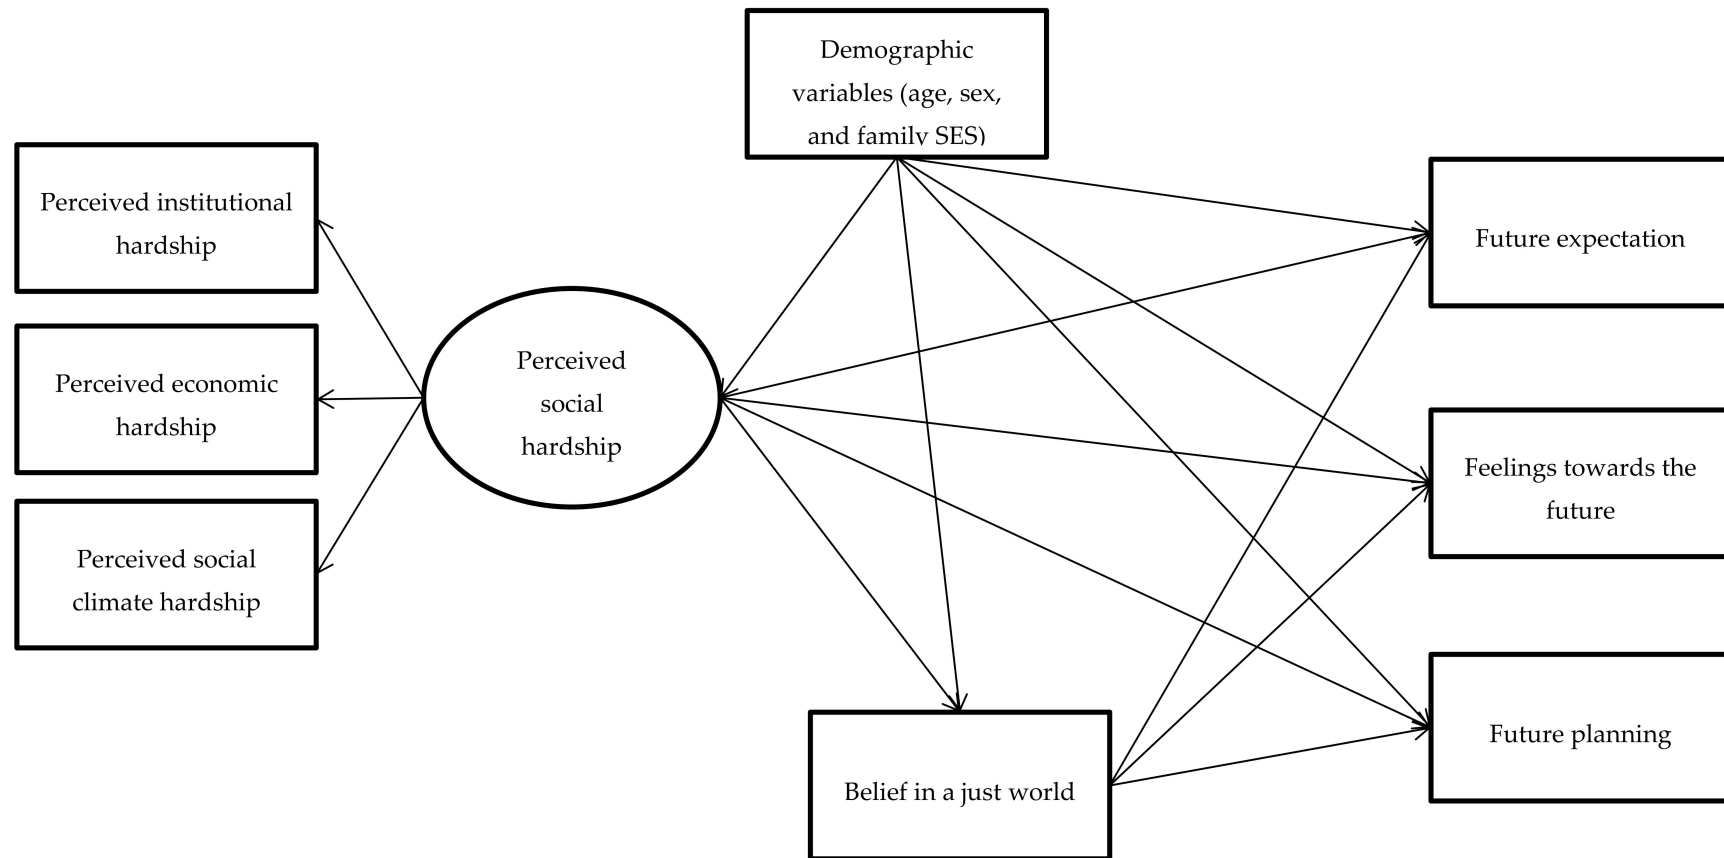 Demographic
variables (age, sex,
and family SES)
Perceived institutional
hardship
Perceived economic
hardship
Perceived social
climate hardship
Perceived
social
hardship
Future expectation
Feelings towards the
future
Future planning
Belief in a just world